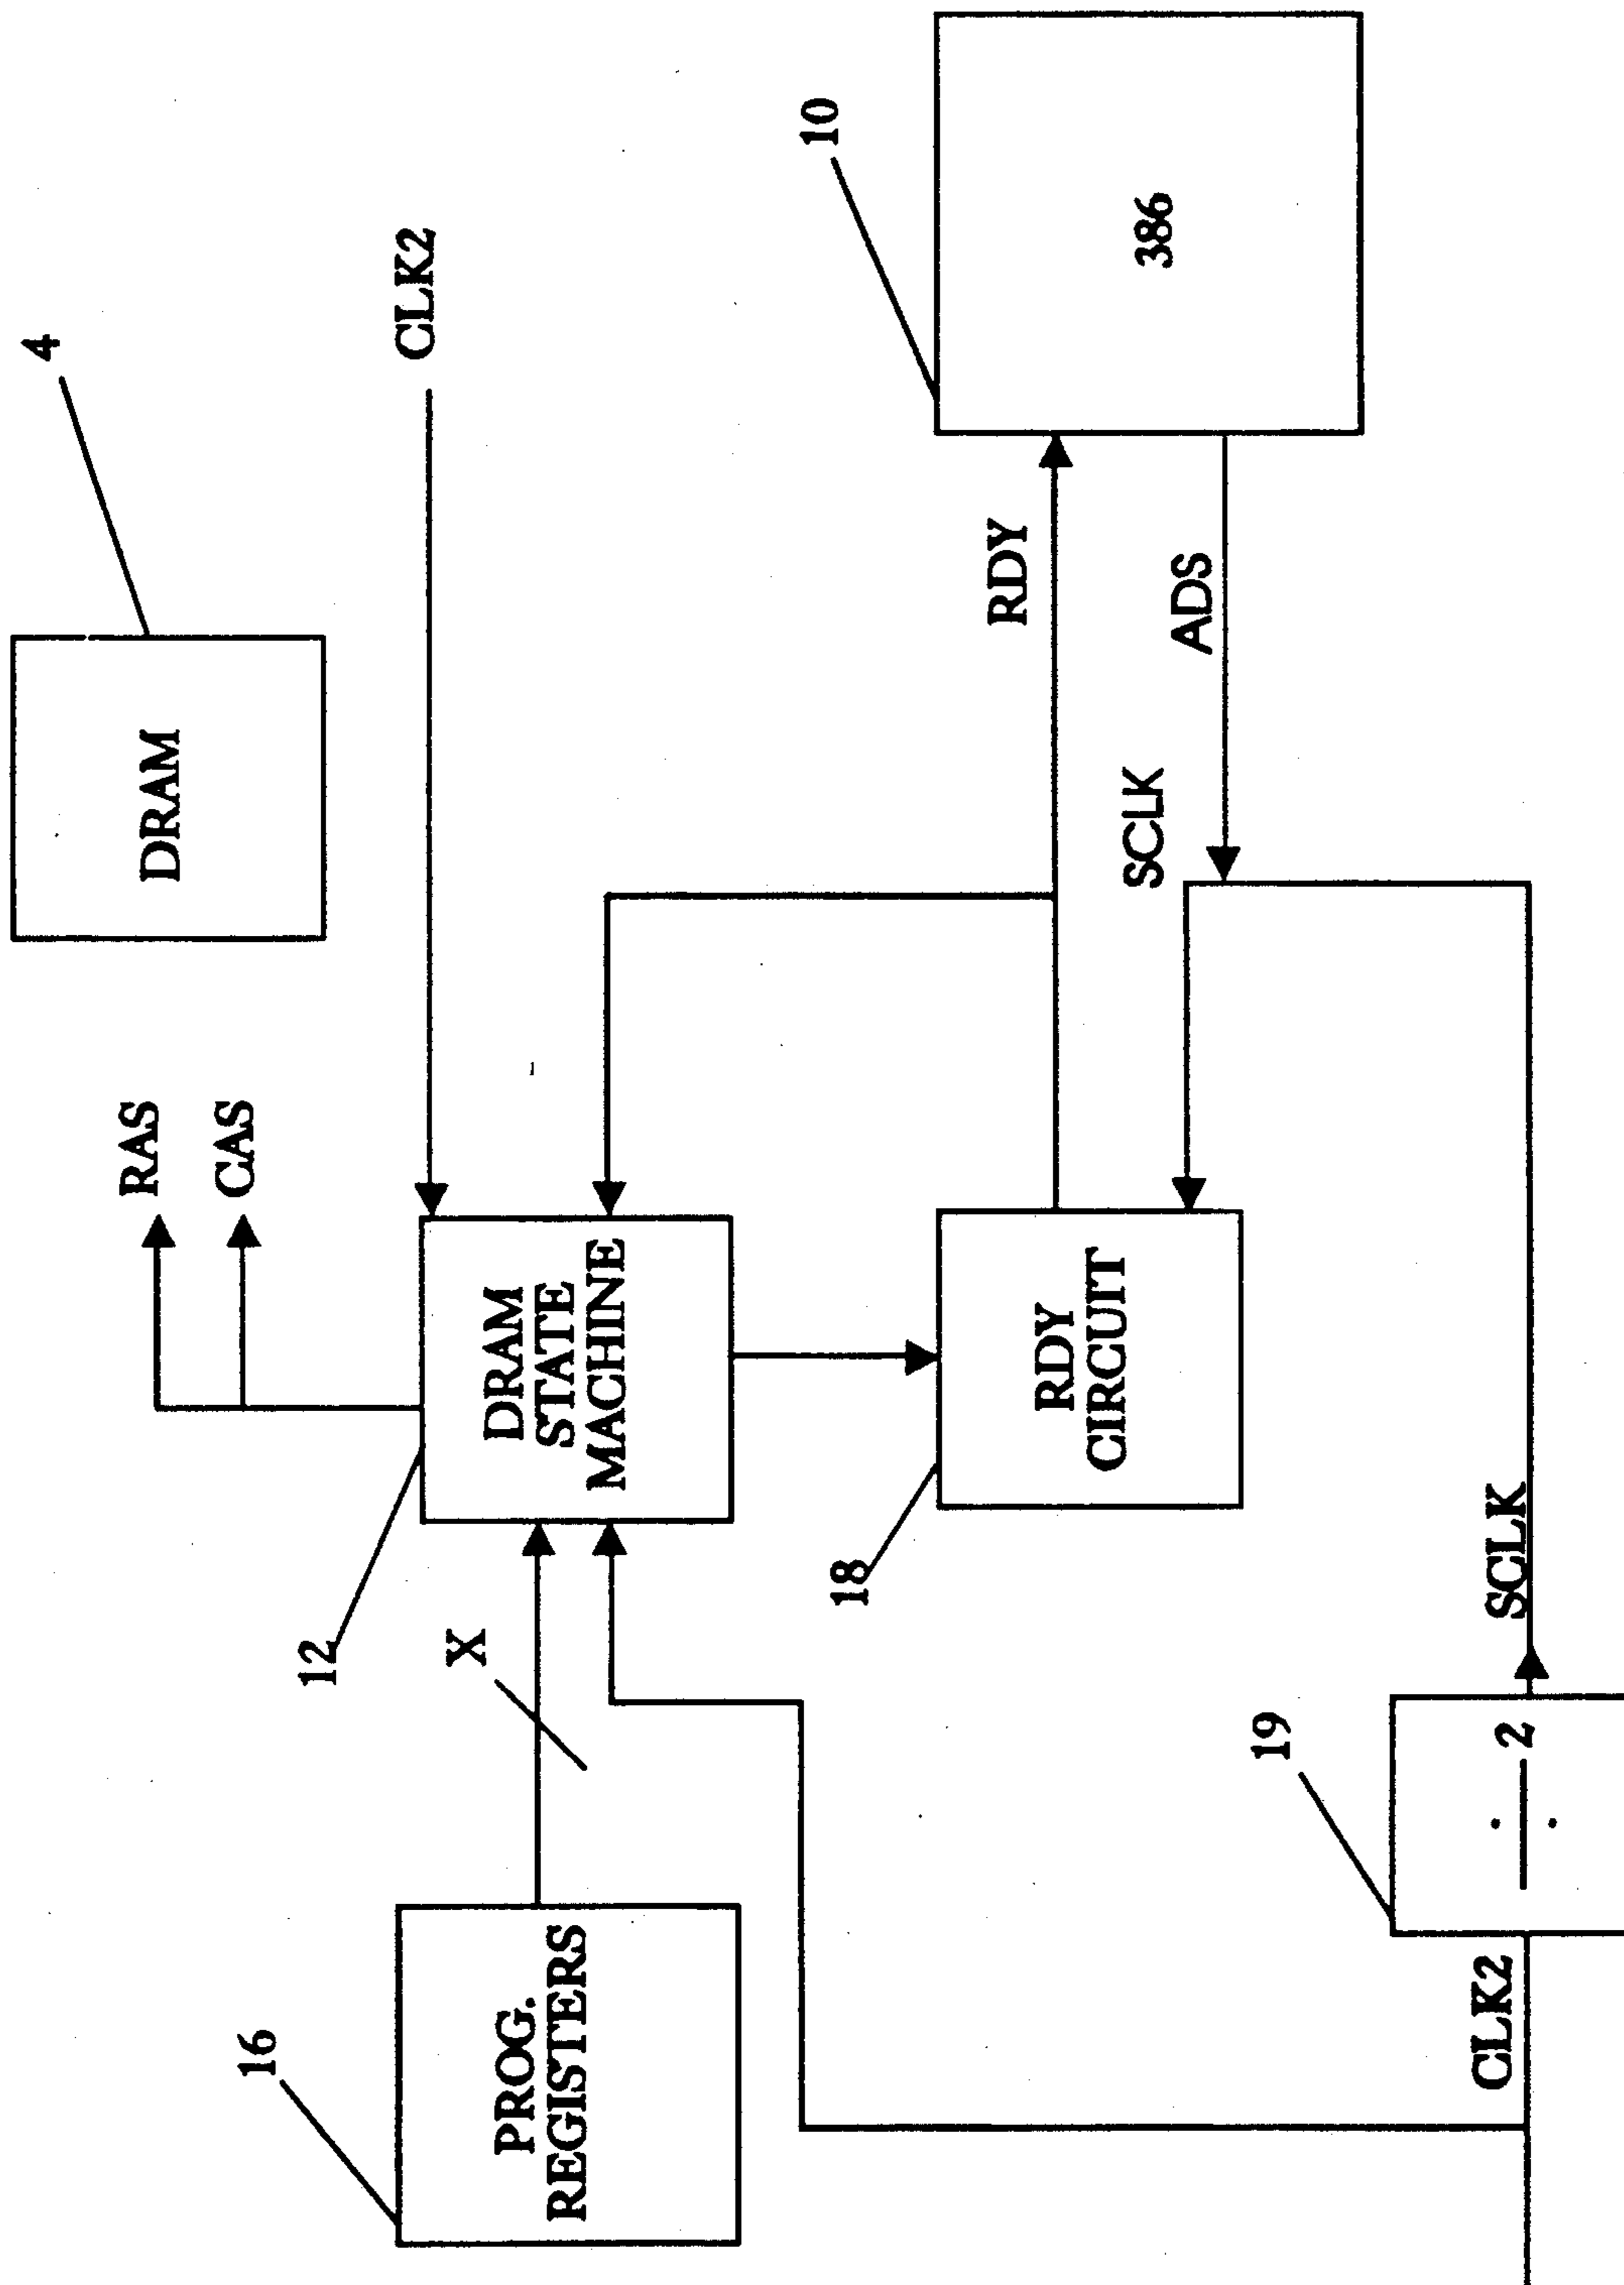 4
DRAM
RAS
CAS
CLK2
10
386
RDY
ADS
SCLK
12
DRAM
STATE
MACHINE
X
16
PROG.
REGISTERS
18
RDY
CIRCUIT
19
÷ 2
CLK2
SCLK